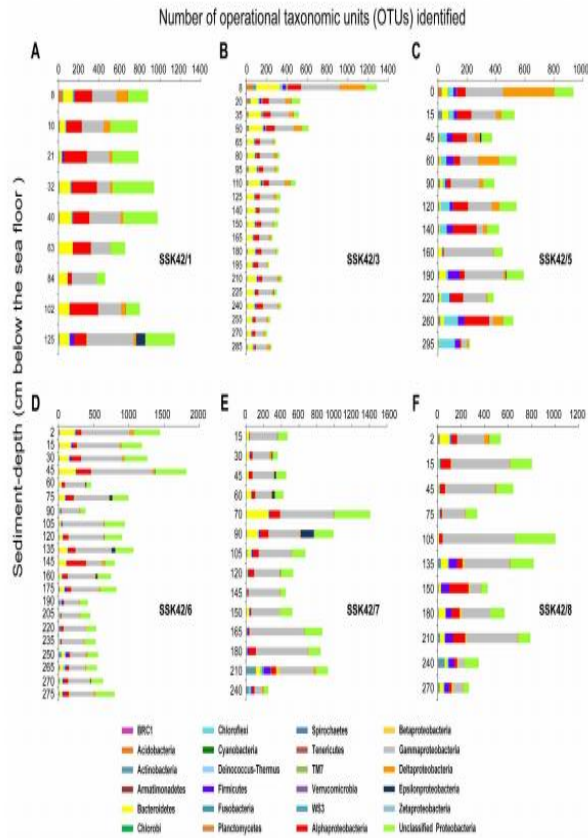 Number of operational taxonomic units (OTUs) identified
A
0 200 400 600 800 1000 1200 1400
8
10
21
32
40
63
84
102
125
SSK42/1
B
0 200 400 600 800 1000 1200 1400
20
35
50
65
80
95
110
125
140
150
165
180
195
210
225
240
255
270
285
SSK42/3
C
0 200 400 600 800 1000
0
15
45
60
90
120
140
160
190
220
260
295
SSK42/5
Sediment-depth (cm below the sea floor)
D
0 500 1000 1500 2000
2
15
30
45
60
75
90
105
120
135
145
160
175
190
205
220
235
250
265
270
275
SSK42/6
E
0 200 400 600 800 1000 1200 1400 1600
15
30
45
60
70
90
105
120
145
150
165
180
210
240
SSK42/7
F
0 200 400 600 800 1000 1200
2
15
45
75
105
135
150
180
210
240
270
SSK42/8
BRC1
Acidobacteria
Actinobacteria
Armatimonadetes
Bacteroidetes
Chlorobi
Chloroflexi
Cyanobacteria
Deinococcus-Thermus
Firmicutes
Fusobacteria
Planctomycetes
Spirochaetes
Tenericutes
TM7
Verrucomicrobia
WS3
Alphaproteobacteria
Betaproteobacteria
Gammaproteobacteria
Deltaproteobacteria
Epsilonproteobacteria
Zetaproteobacteria
Unclassified Proteobacteria